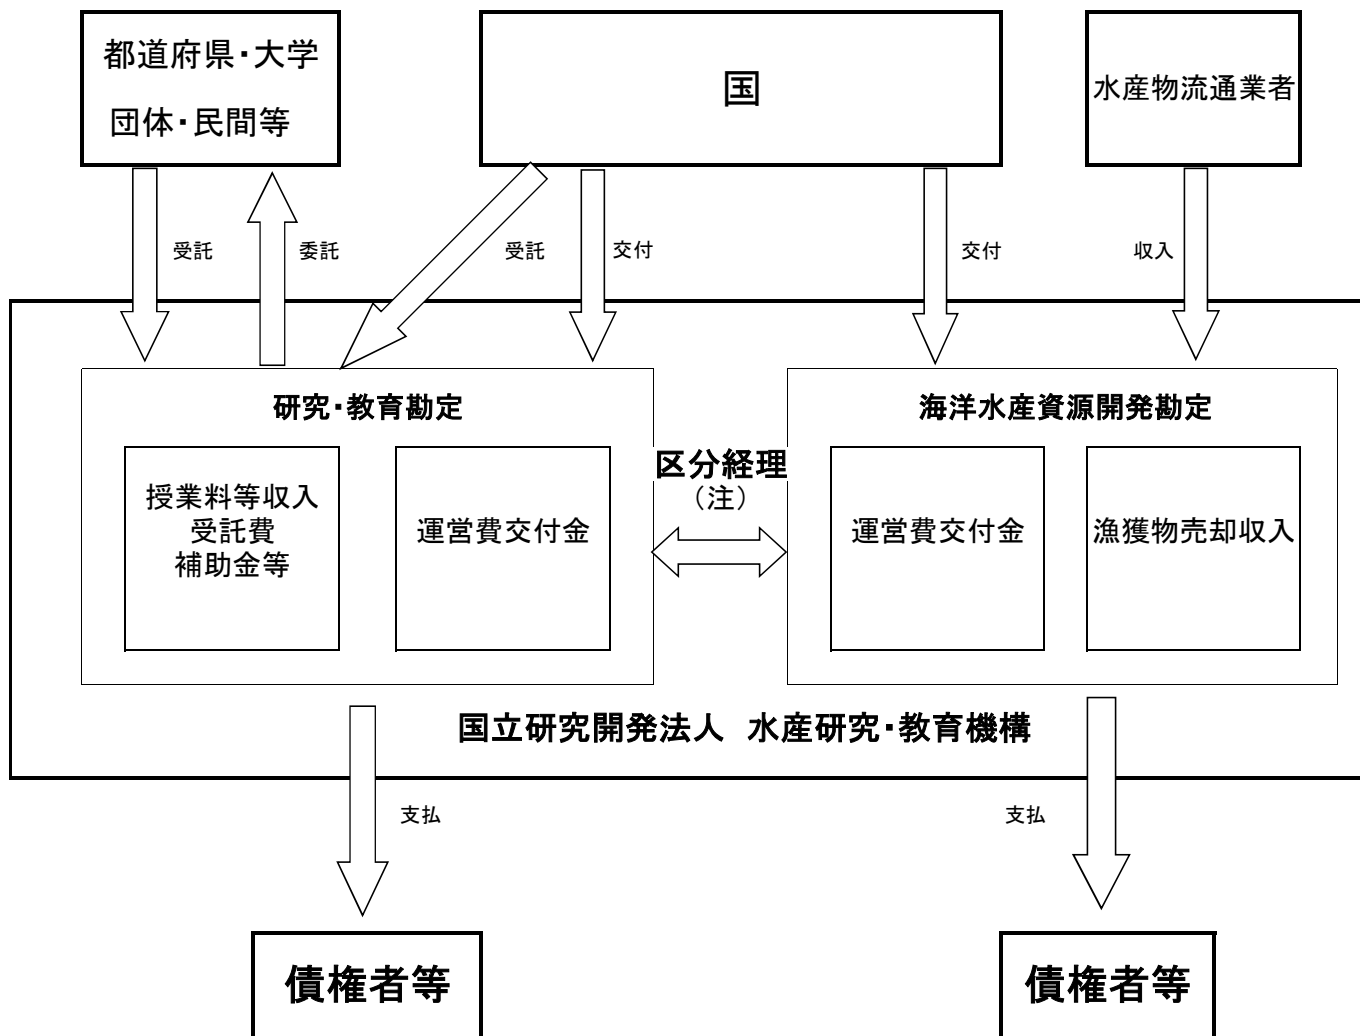 都道府県・大学
団体・民間等
国
水産物流通業者
受託
委託
受託
交付
交付
収入
研究・教育勘定
海洋水産資源開発勘定
区分経理
（注）
授業料等収入
受託費
補助金等
運営費交付金
運営費交付金
漁獲物売却収入
国立研究開発法人 水産研究・教育機構
支払
支払
債権者等
債権者等